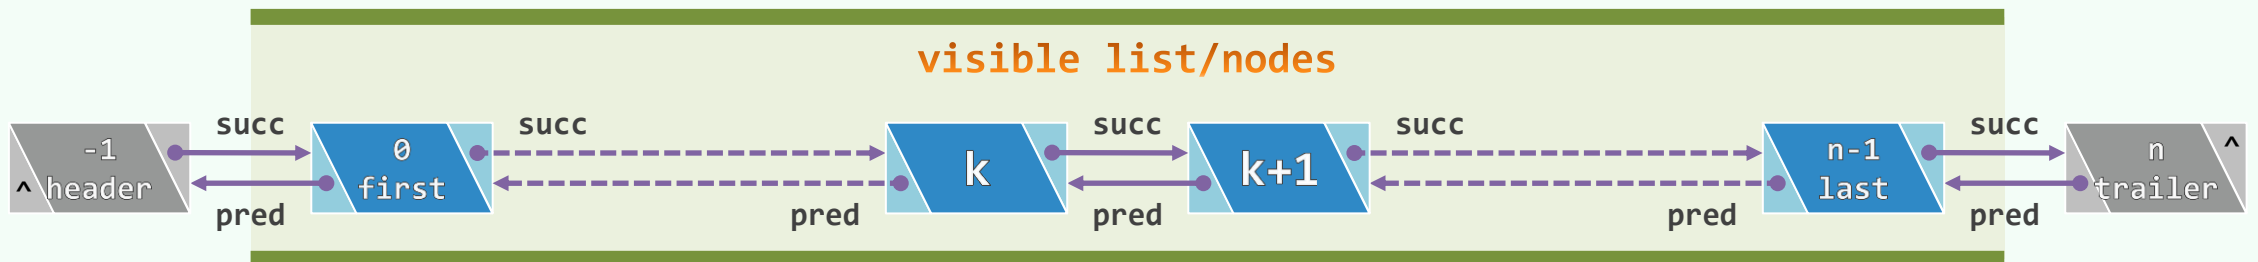 visible list/nodes
succ succ succ succ succ
-1 0 k k+1 n-1 n ^
^ header first last trailer
pred pred pred pred pred